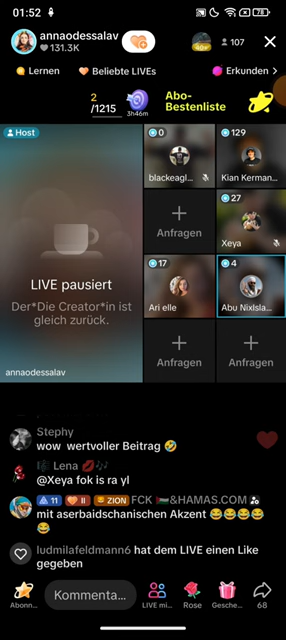 01:52
78
annaodessalav
131.3K
107
Lernen
Beliebte LIVEs
Erkunden >
2
/1215
3h46m
Abo-
Bestenliste
Host
0
129
blackeagl...
Kian Kerman...
27
Anfragen
Xeya
LIVE pausiert
Der*Die Creator*in ist
gleich zurück.
17
4
Ari elle
Abu NixIsla...
Anfragen
Anfragen
annaodessalav
Stephy
wow wertvoller Beitrag 🤣
🎼 Lena 💋🎶
@Xeya fok is ra yl
11 II ZION FCK 🇵🇸&HAMAS.COM
mit aserbaidschanischen Akzent 😂😂😂😂
😂
ludmilafeldmann6 hat dem LIVE einen Like
gegeben
Abonn...
Kommenta...
LIVE mi...
Rose
Gesche...
68